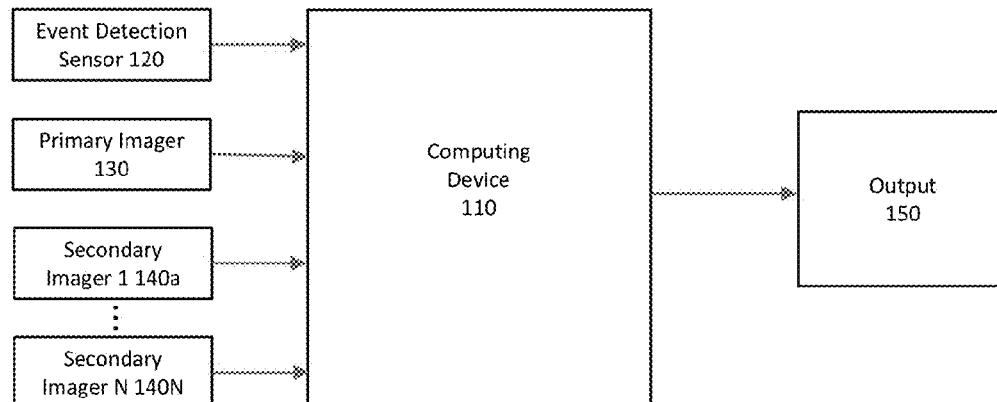 Event Detection
Sensor 120
Primary Imager
130
Secondary
Imager 1 140a
Secondary
Imager N 140N
Computing
Device
110
Output
150